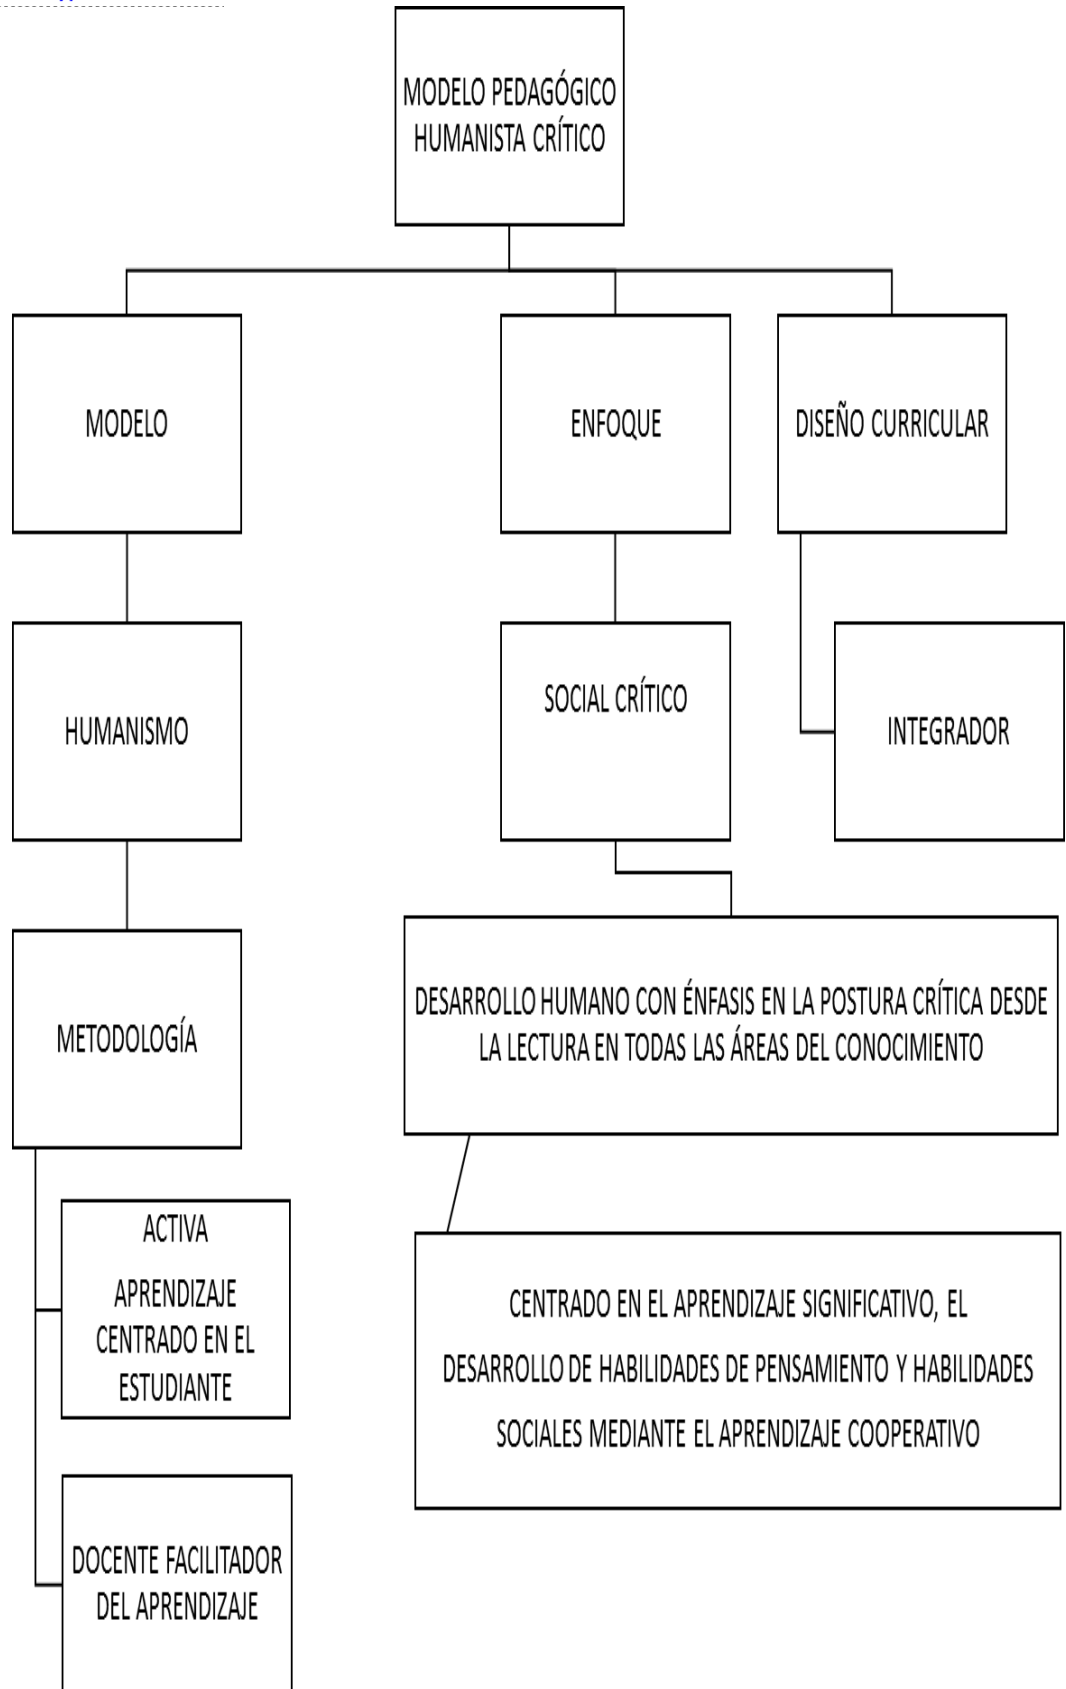 MODELO PEDAGÓGICO
HUMANISTA CRÍTICO
MODELO
ENFOQUE
DISEÑO CURRICULAR
HUMANISMO
SOCIAL CRÍTICO
INTEGRADOR
METODOLOGÍA
DESARROLLO HUMANO CON ÉNFASIS EN LA POSTURA CRÍTICA DESDE
LA LECTURA EN TODAS LAS ÁREAS DEL CONOCIMIENTO
ACTIVA
APRENDIZAJE
CENTRADO EN EL
ESTUDIANTE
CENTRADO EN EL APRENDIZAJE SIGNIFICATIVO, EL
DESARROLLO DE HABILIDADES DE PENSAMIENTO Y HABILIDADES
SOCIALES MEDIANTE EL APRENDIZAJE COOPERATIVO
DOCENTE FACILITADOR
DEL APRENDIZAJE